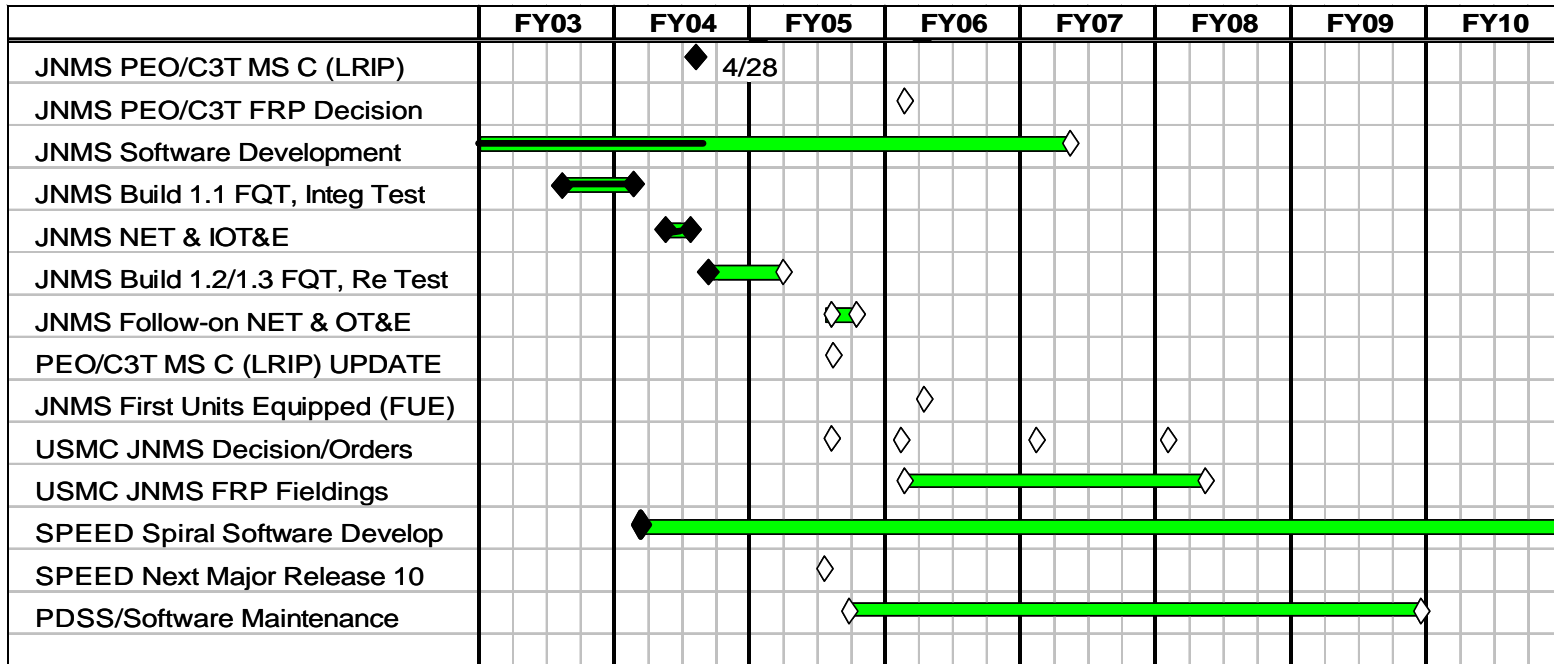 FY03 FY04 FY05 FY06 FY07 FY08 FY09 FY10
JNMS PEO/C3T MS C (LRIP) 4/28
JNMS PEO/C3T FRP Decision
JNMS Software Development
JNMS Build 1.1 FQT, Integ Test
JNMS NET & IOT&E
JNMS Build 1.2/1.3 FQT, Re Test
JNMS Follow-on NET & OT&E
PEO/C3T MS C (LRIP) UPDATE
JNMS First Units Equipped (FUE)
USMC JNMS Decision/Orders
USMC JNMS FRP Fieldings
SPEED Spiral Software Develop
SPEED Next Major Release 10
PDSS/Software Maintenance